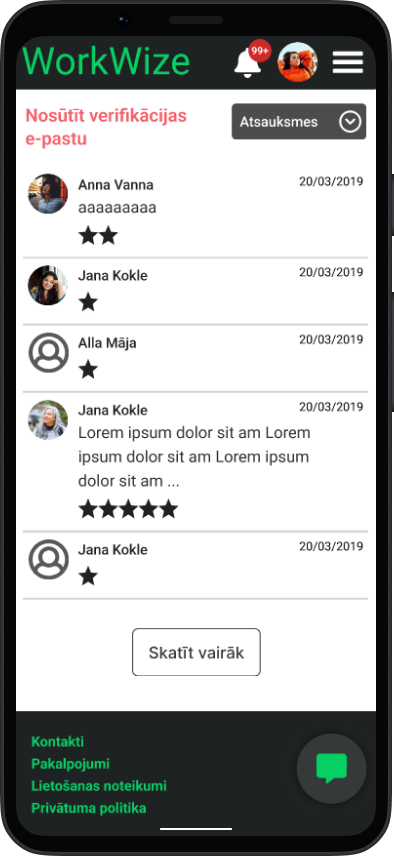 WorkWize
99+
Nosūtīt verifikācijas
e-pastu
Atsauksmes
Anna Vanna 20/03/2019
aaaaaaaaa
Jana Kokle 20/03/2019
Alla Māja 20/03/2019
Jana Kokle 20/03/2019
Lorem ipsum dolor sit am Lorem
ipsum dolor sit am Lorem ipsum
dolor sit am ...
Jana Kokle 20/03/2019
Skatīt vairāk
Kontakti
Pakalpojumi
Lietošanas noteikumi
Privātuma politika